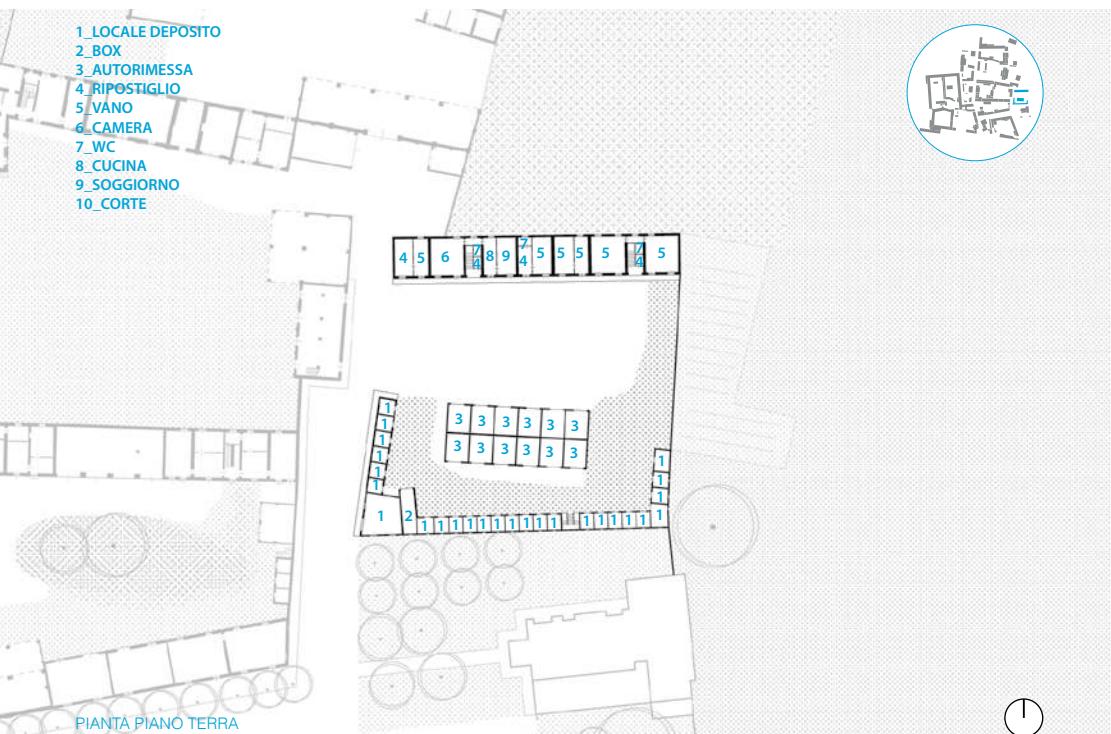 1_LOCALE DEPOSITO
2_BOX
3_AUTORIMESSA
4_RIPOSTIGLIO
5_VANO
6_CAMERA
7_WC
8_CUCINA
9_SOGGIORNO
10_CORTE
4 5 6 7 4 8 9 7 4 5 5 5 5 7 4 5
1 3 3 3 3 3 3
1
1 3 3 3 3 3 3
1 1
1 1
1 1
1 2 1 1 1 1 1 1 1 1 1 1 1 1 1 1 1 1
PIANTA PIANO TERRA